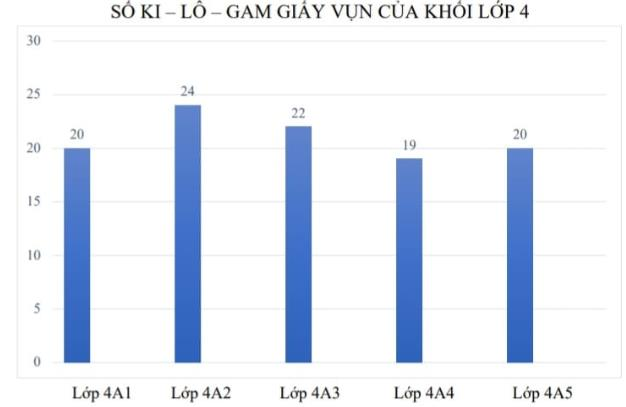 SỐ KI – LÔ – GAM GIẤY VỤN CỦA KHỐI LỚP 4
30
25
20
15
10
5
0
20
24
22
19
20
Lớp 4A1
Lớp 4A2
Lớp 4A3
Lớp 4A4
Lớp 4A5